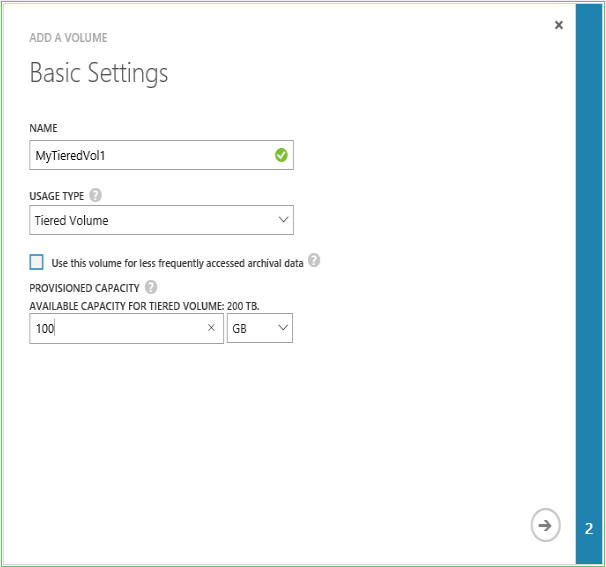 ×
ADD A VOLUME
Basic Settings
NAME
MyTieredVol1
USAGE TYPE ?
Tiered Volume
Use this volume for less frequently accessed archival data ?
PROVISIONED CAPACITY ?
AVAILABLE CAPACITY FOR TIERED VOLUME: 200 TB.
100 × GB
2